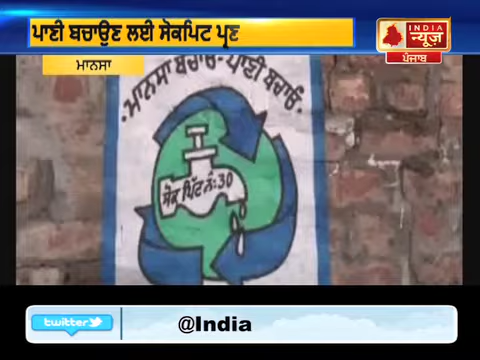 ਪਾਣੀ ਬਚਾਉਣ ਲਈ ਸੋਕਪਿਟ ਪ੍ਰਣ
INDIA
ਨਿਊਜ਼
ਪੰਜਾਬ
ਮਾਨਸਾ
ਮਾਨਸਾ ਬਚਾਓ-ਪਾਣੀ ਬਚਾਓ
ਸੋਕ ਪਿੱਟ ਨੰ:30
twitter
@India